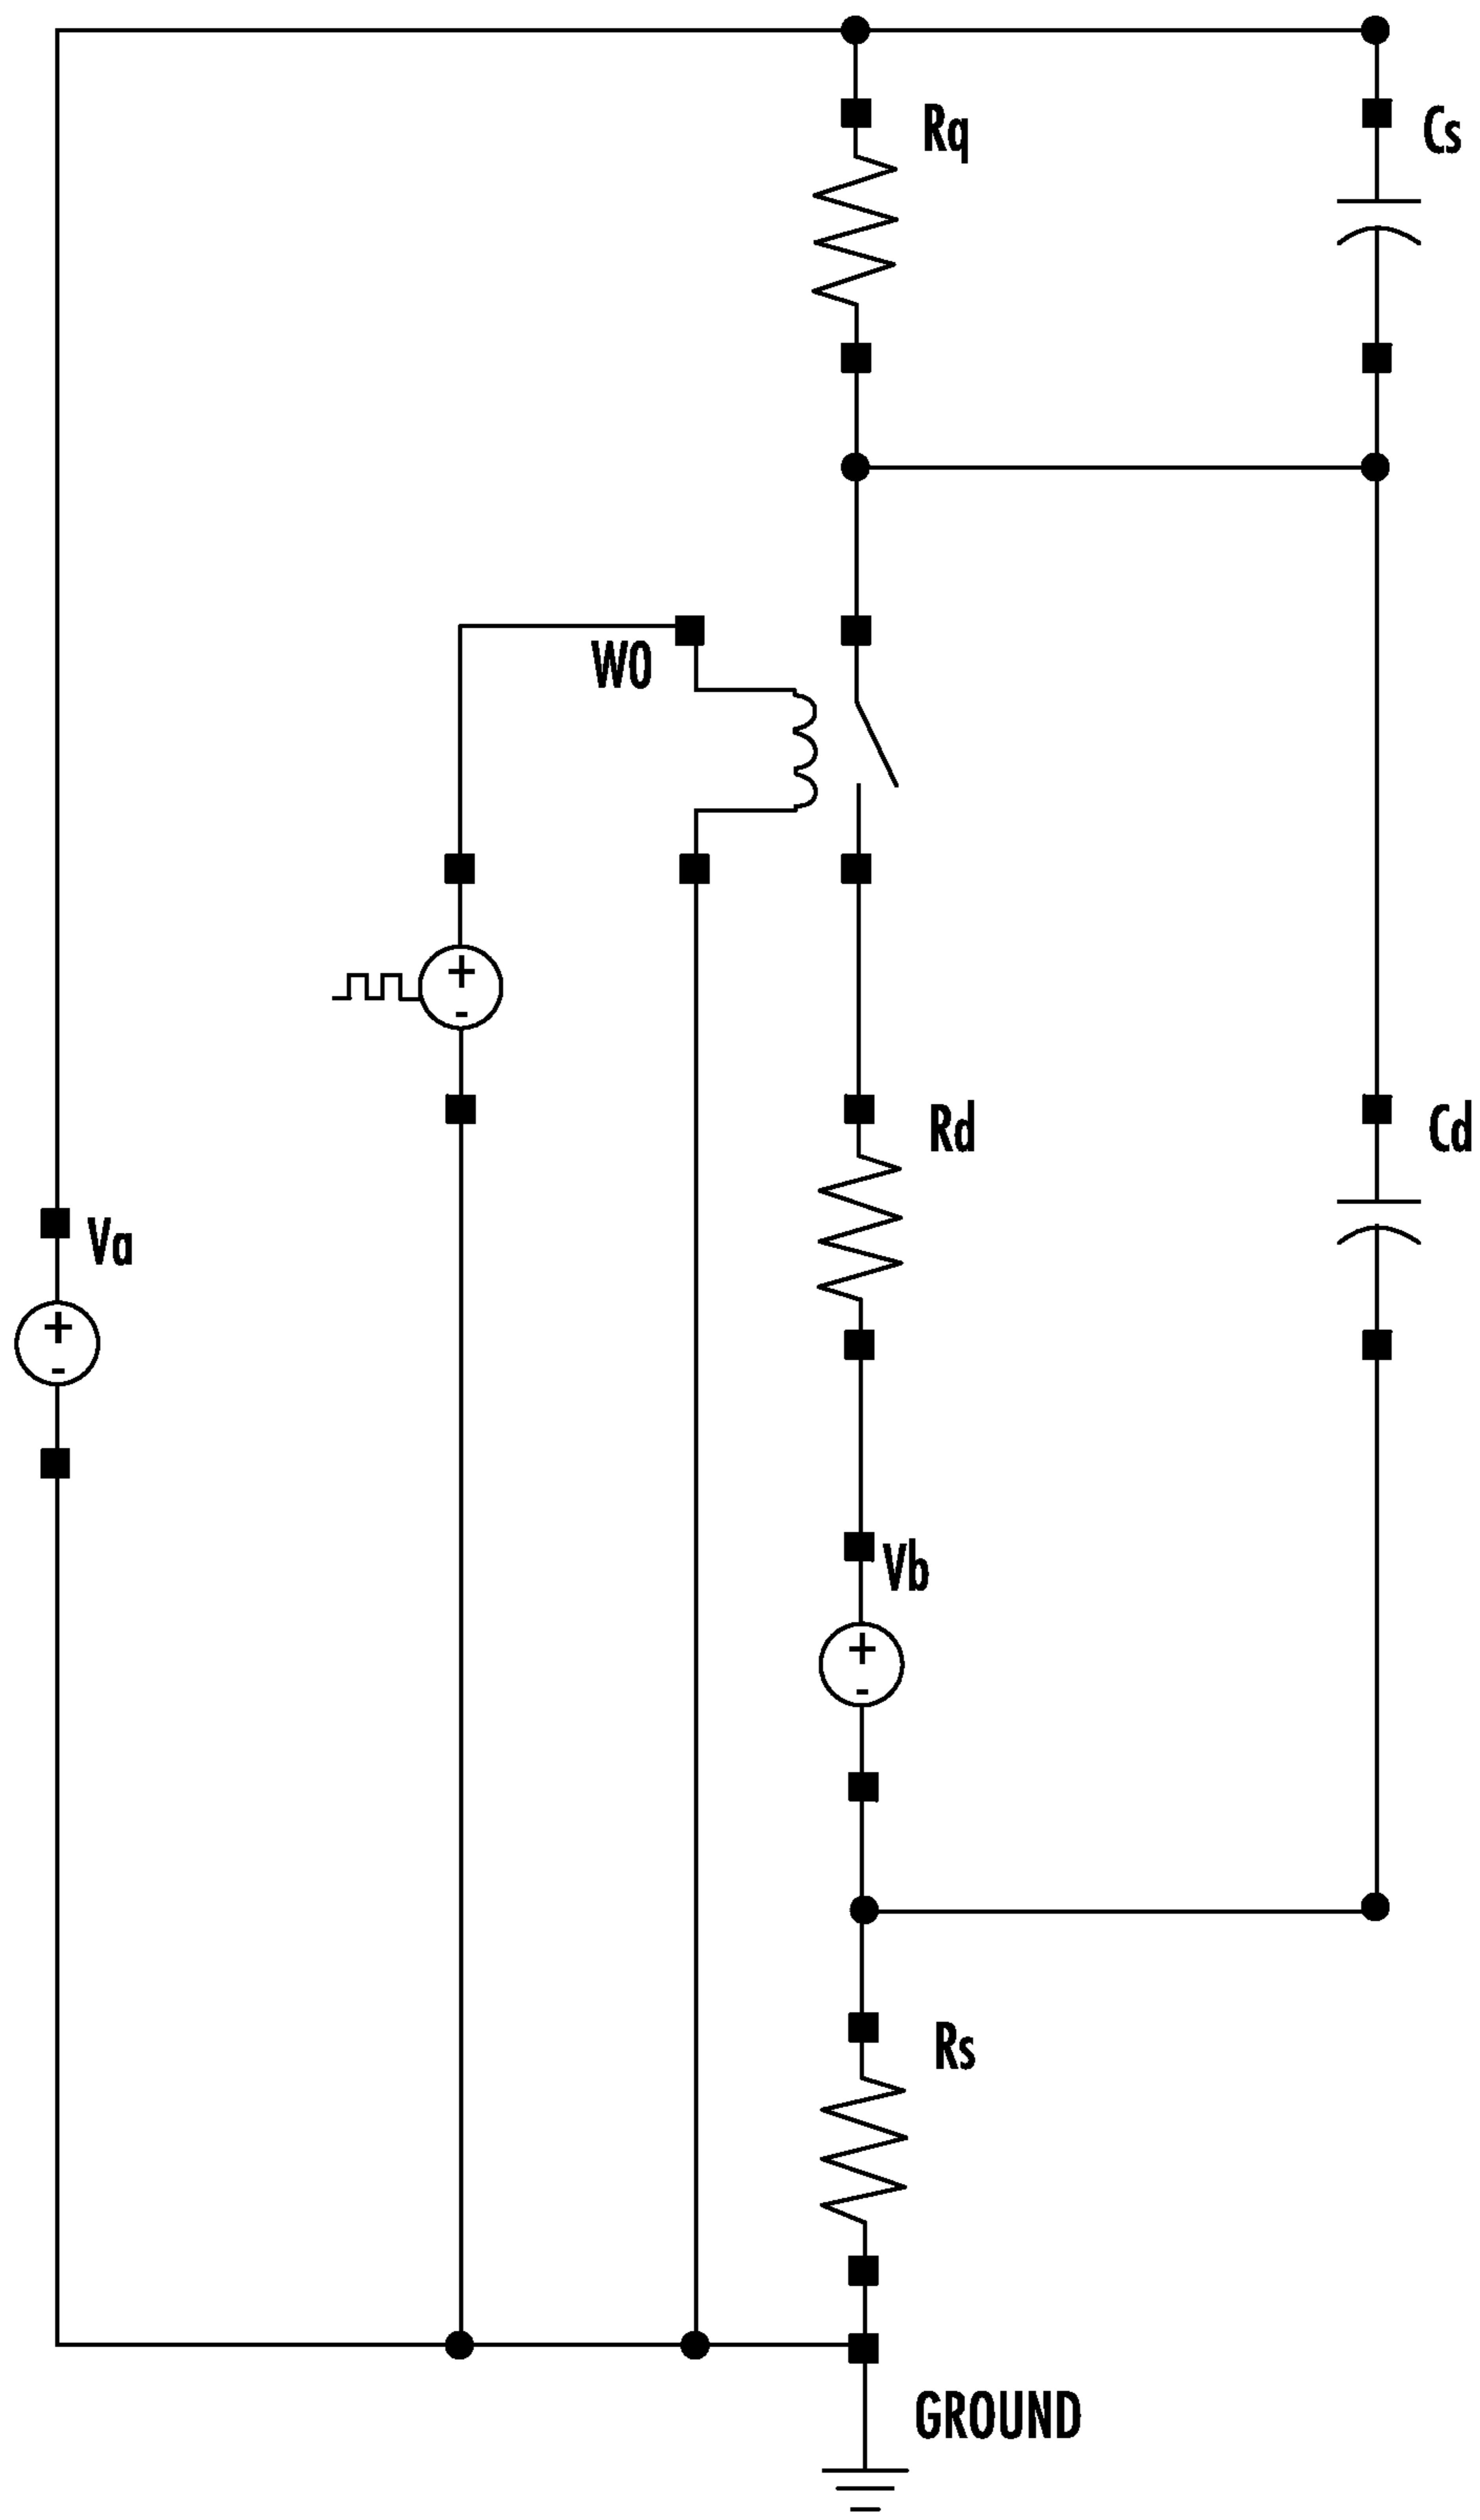 Rq
Cs
W0
Rd
Cd
Va
+
-
+
-
Vb
+
-
Rs
GROUND